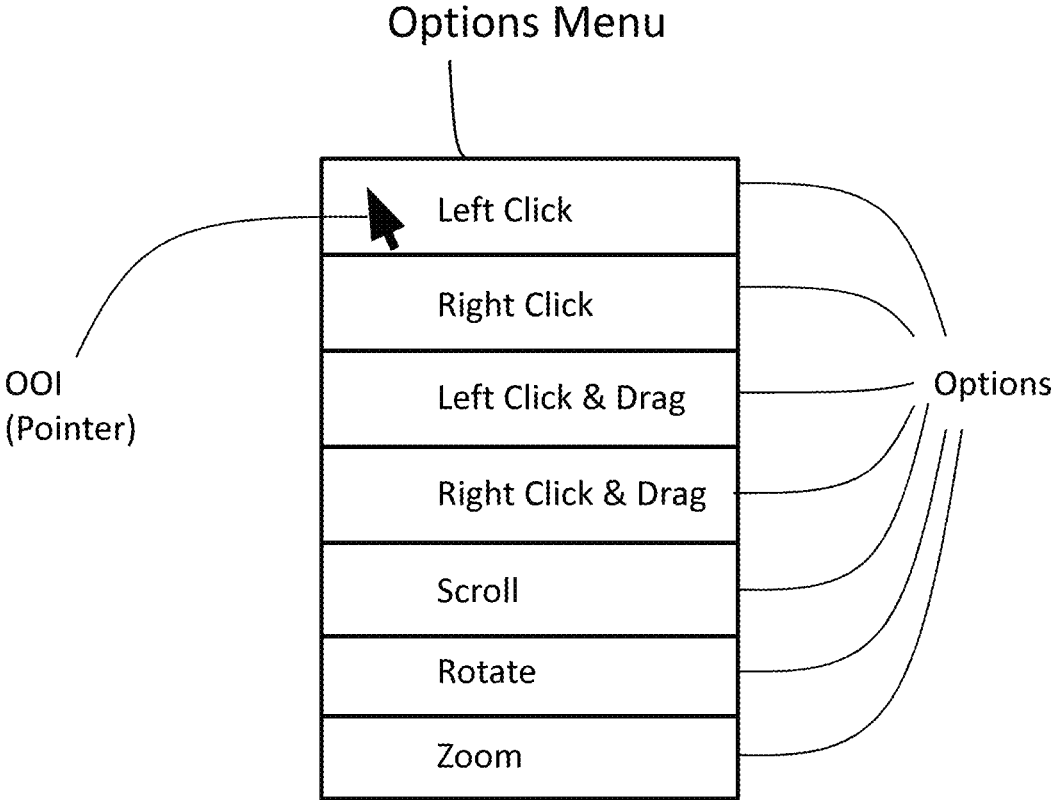 Options Menu
Left Click
Right Click
OOI
(Pointer)
Left Click & Drag
Options
Right Click & Drag
Scroll
Rotate
Zoom